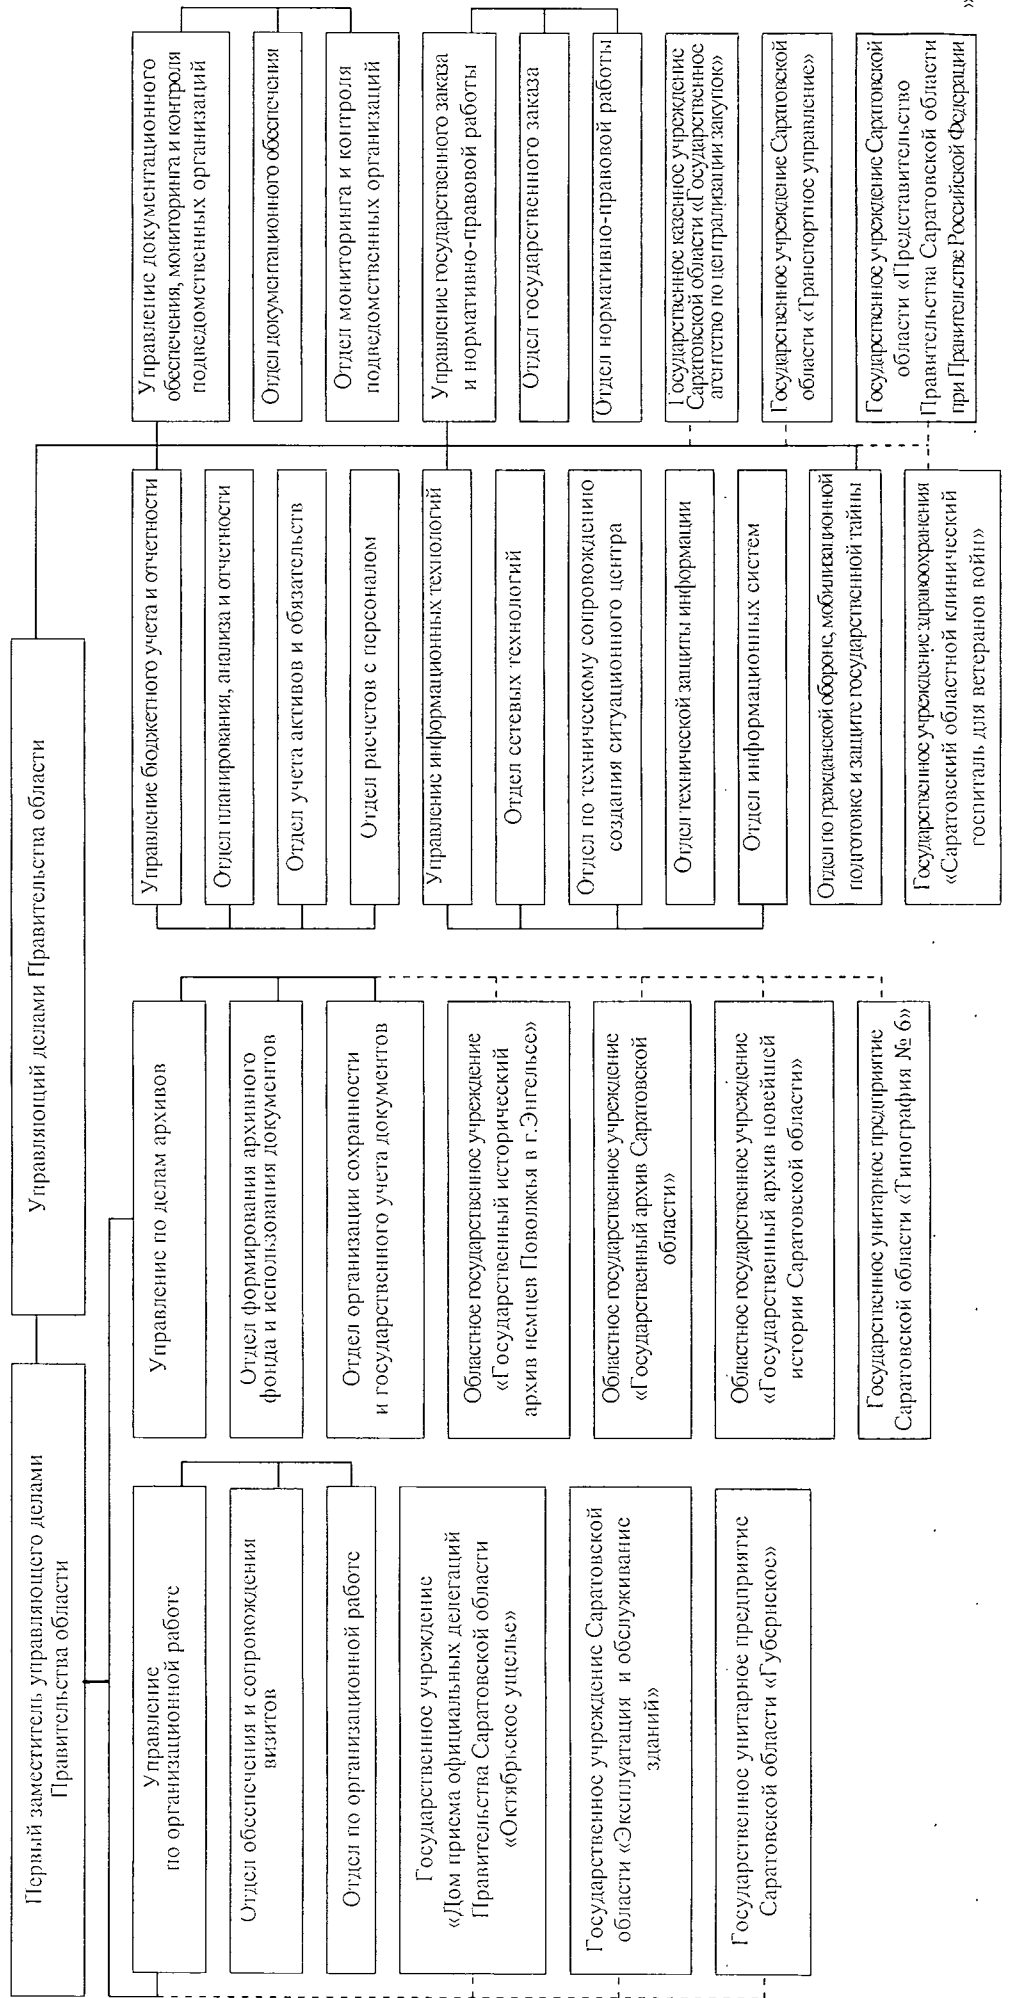 Управляющий делами Правительства области
Первый заместитель управляющего делами
Правительства области
Управление
по организационной работе
Отдел обеспечения и сопровождения
визитов
Отдел по организационной работе
Государственное учреждение
«Дом приема официальных делегаций
Правительства Саратовской области
«Октябрьское ущелье»
Государственное учреждение Саратовской
области «Эксплуатация и обслуживание
зданий»
Государственное унитарное предприятие
Саратовской области «Губернское»
Управление по делам архивов
Отдел формирования архивного
фонда и использования документов
Отдел организации сохранности
и государственного учета документов
Областное государственное учреждение
«Государственный исторический
архив немцев Поволжья в г.Энгельсе»
Областное государственное учреждение
«Государственный архив Саратовской
области»
Областное государственное учреждение
«Государственный архив новейшей
истории Саратовской области»
Государственное унитарное предприятие
Саратовской области «Типография № 6»
Управление бюджетного учета и отчетности
Отдел планирования, анализа и отчетности
Отдел учета активов и обязательств
Отдел расчетов с персоналом
Управление информационных технологий
Отдел сетевых технологий
Отдел по техническому сопровождению
создания ситуационного центра
Отдел технической защиты информации
Отдел информационных систем
Отдел по гражданской обороне, мобилизационной
подготовке и защите государственной тайны
Государственное учреждение здравоохранения
«Саратовский областной клинический
госпиталь для ветеранов войн»
Управление документационного
обеспечения, мониторинга и контроля
подведомственных организаций
Отдел документационного обеспечения
Отдел мониторинга и контроля
подведомственных организаций
Управление государственного заказа
и нормативно-правовой работы
Отдел государственного заказа
Отдел нормативно-правовой работы
Государственное казенное учреждение
Саратовской области «Государственное
агентство по централизации закупок»
Государственное учреждение Саратовской
области «Транспортное управление»
Государственное учреждение Саратовской
области «Представительство
Правительства Саратовской области
при Правительстве Российской Федерации
»